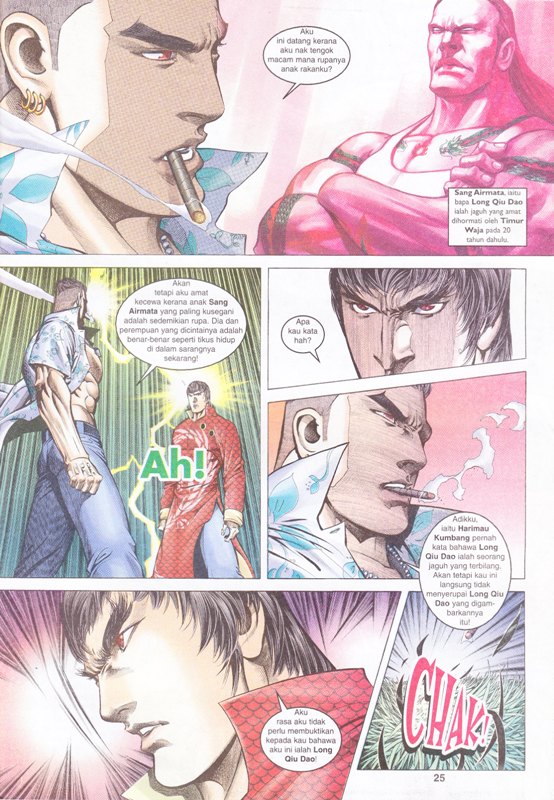 Aku
ini datang kerana
aku nak tengok
macam mana rupanya
anak rakanku?
Sang Airmata, iaitu
bapa Long Qiu Dao
ialah jaguh yang amat
dihormati oleh Timur
Waja pada 20
tahun dahulu.
Akan
tetapi aku amat
kecewa kerana anak Sang
Airmata yang paling kusegani
adalah sedemikian rupa. Dia dan
perempuan yang dicintainya adalah
benar-benar seperti tikus hidup
di dalam sarangnya
sekarang!
Ah!
Apa
kau kata
hah?
Adikku,
ialtu Harimau
Kumbang pernah
kata bahawa Long
Qiu Dao ialah seorang
jaguh yang terbilang.
Akan tetapi kau ini
langsung tidak
menyerupai Long Qiu
Dao yang digam-
barkannya
itu!
Aku
rasa aku tidak
perlu membuktikan
kepada kau bahawa
aku ini ialah Long
Qiu Dao!
CHAK!
25